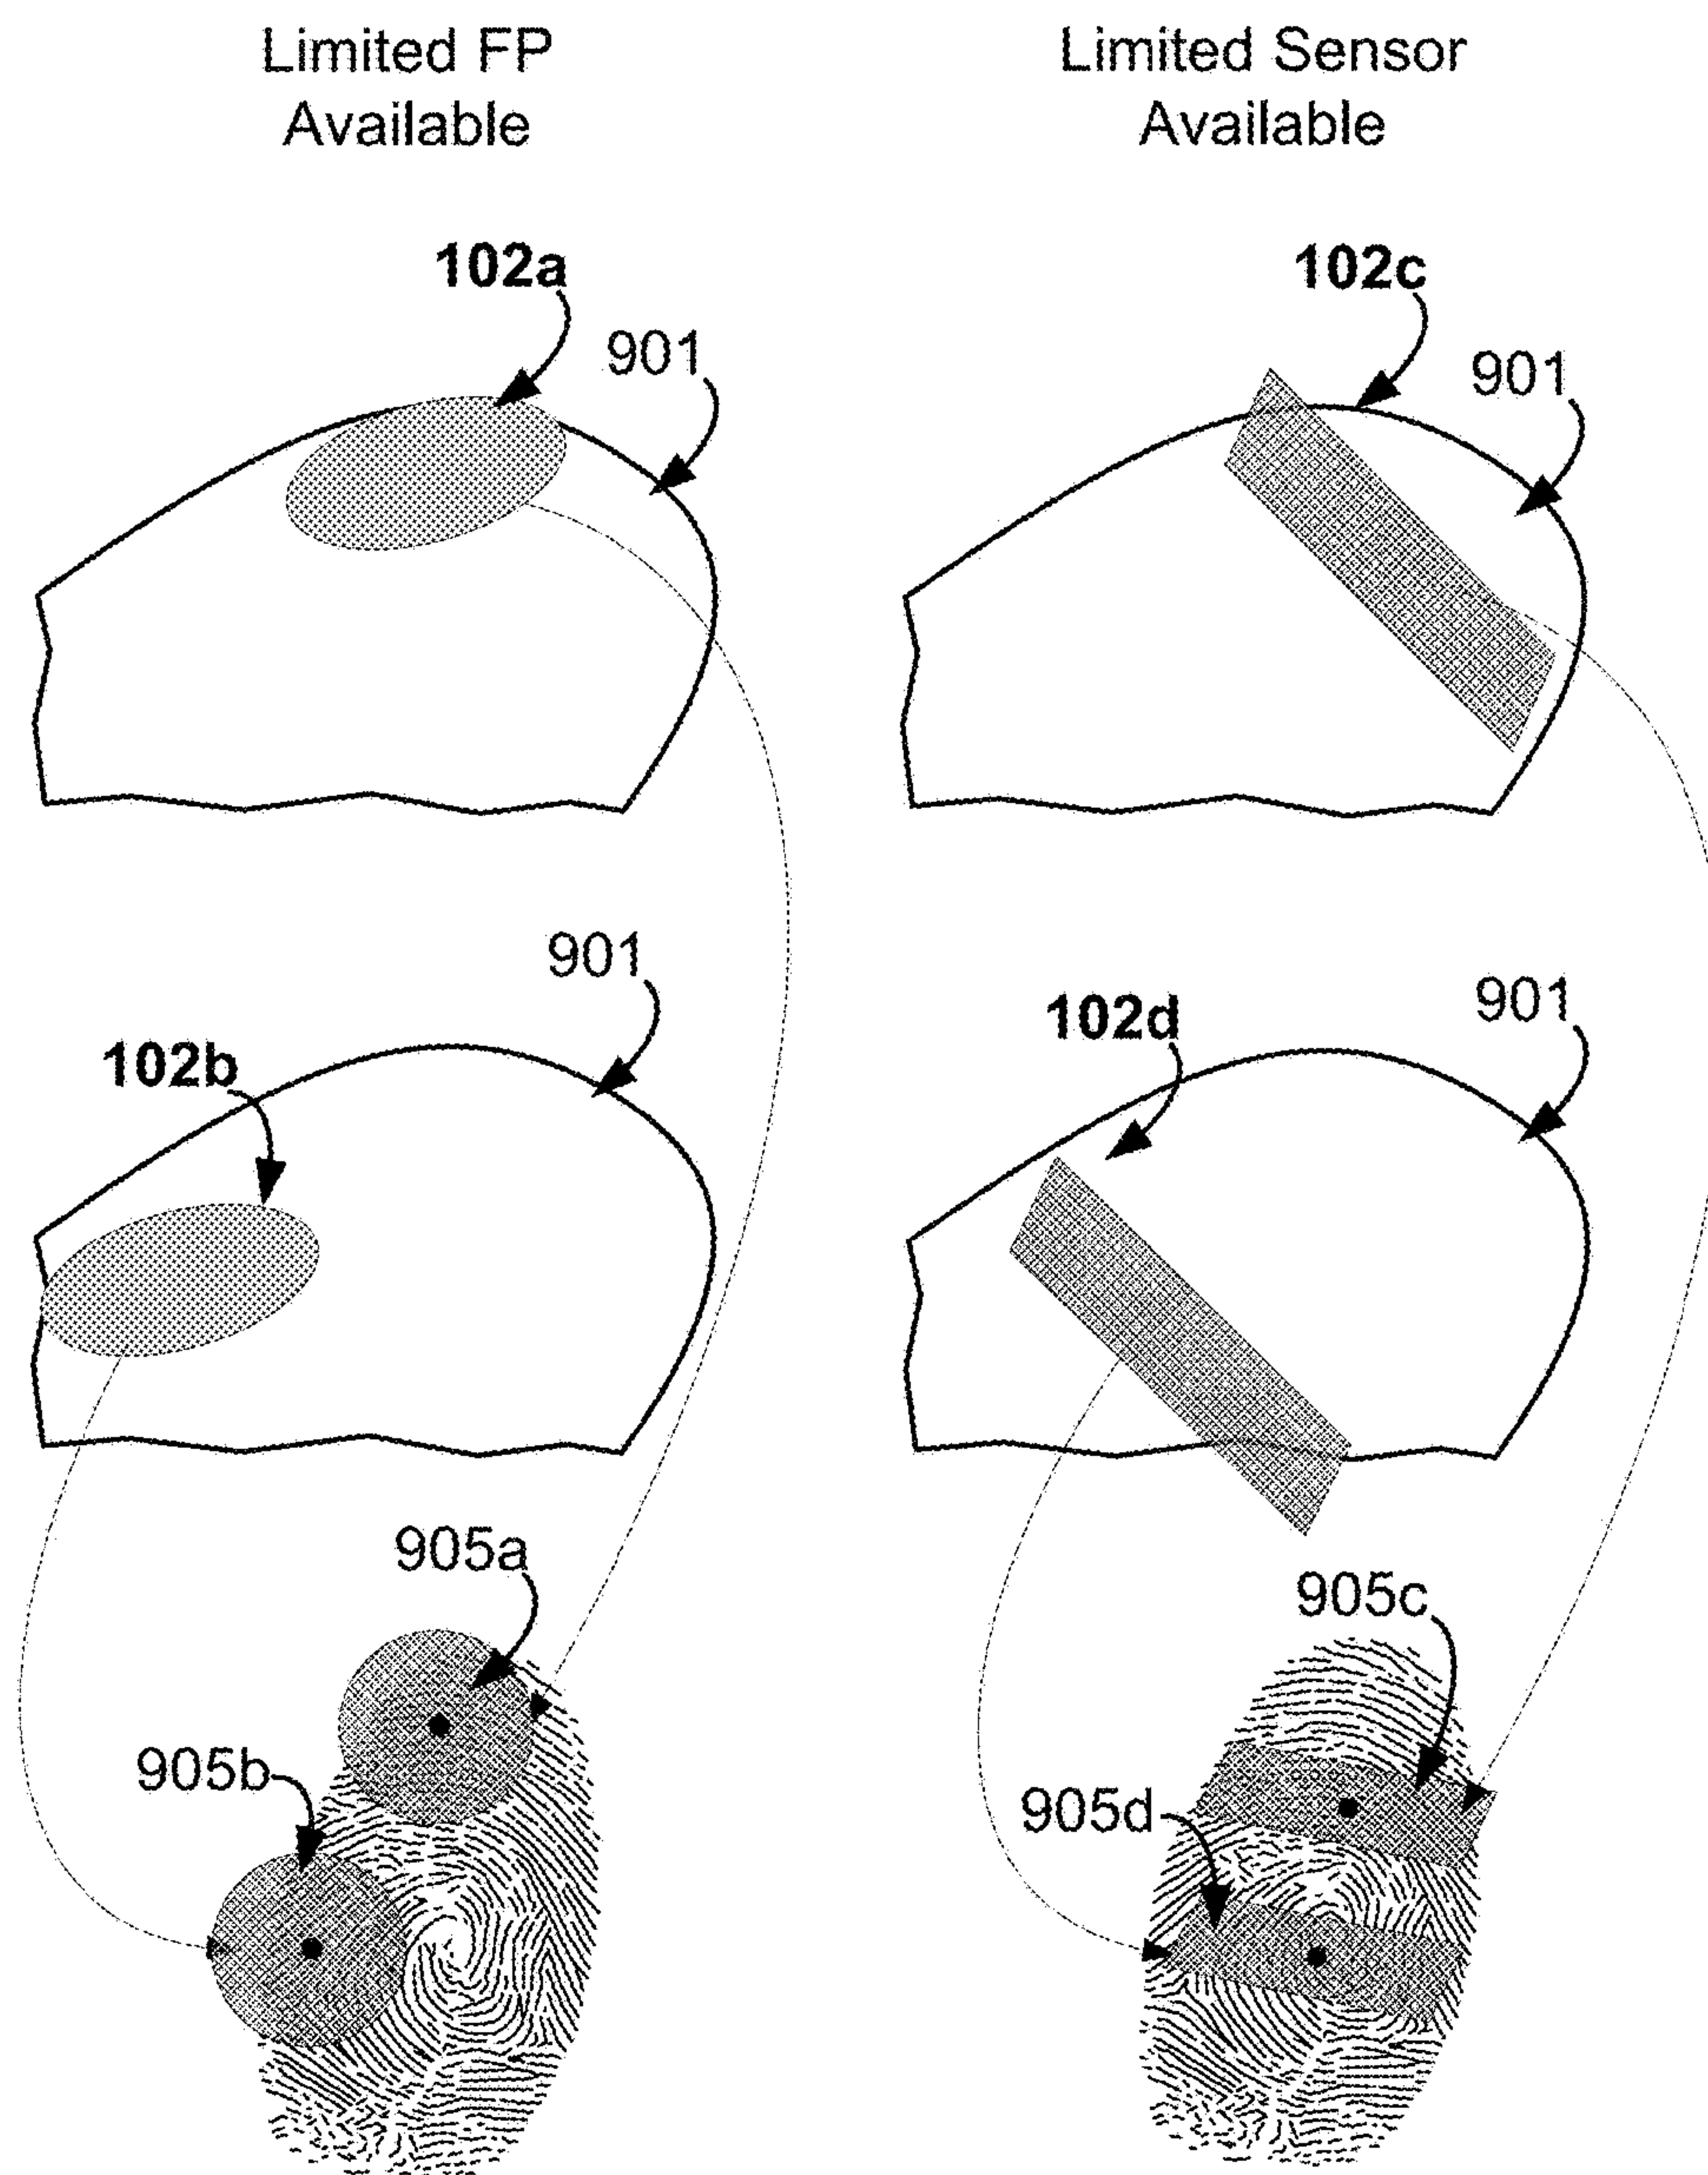 Limited FP
Available
Limited Sensor
Available
102a
901
102c
901
901
102b
102d
901
905a
905b
905c
905d